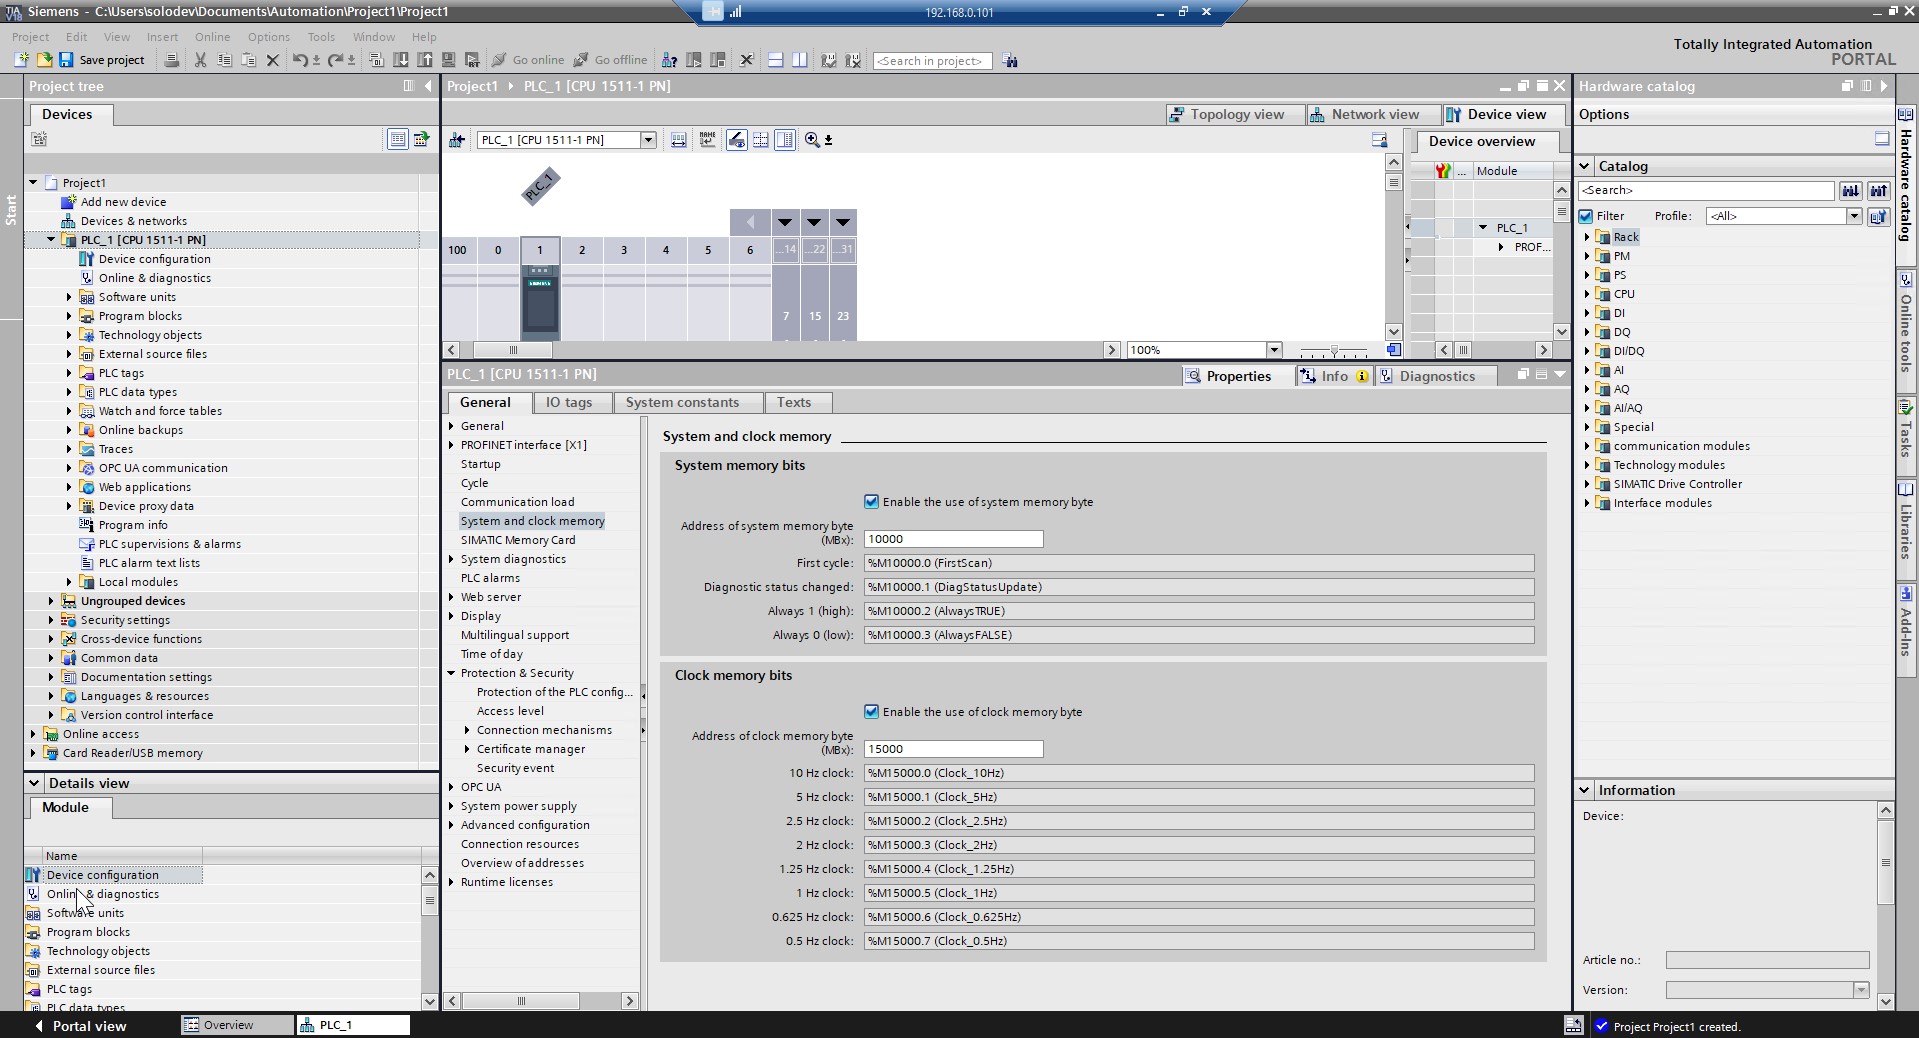 Siemens - C:\Users\solodev\Documents\Automation\Project1\Project1
192.168.0.101
Project Edit View Insert Online Options Tools Window Help
Totally Integrated Automation
PORTAL
Save project
Go online
Go offline
<Search in project>
Project tree
Devices
Start
Project1
Add new device
Devices & networks
PLC_1 [CPU 1511-1 PN]
Device configuration
Online & diagnostics
Software units
Program blocks
Technology objects
External source files
PLC tags
PLC data types
Watch and force tables
Online backups
Traces
OPC UA communication
Web applications
Device proxy data
Program info
PLC supervisions & alarms
PLC alarm text lists
Local modules
Ungrouped devices
Security settings
Cross-device functions
Common data
Documentation settings
Languages & resources
Version control interface
Online access
Card Reader/USB memory
Details view
Module
Name
Device configuration
Online & diagnostics
Software units
Program blocks
Technology objects
External source files
PLC tags
PLC data types
Project1 PLC_1 [CPU 1511-1 PN]
Topology view
Network view
Device view
PLC_1 [CPU 1511-1 PN]
PLC_1
100 0 1 2 3 4 5 6 ...14 ...22 ...31
SIEMENS
7 15 23
100%
Device overview
... Module
PLC_1
PROF...
PLC_1 [CPU 1511-1 PN]
Properties
Info
Diagnostics
General
IO tags
System constants
Texts
General
PROFINET interface [X1]
Startup
Cycle
Communication load
System and clock memory
SIMATIC Memory Card
System diagnostics
PLC alarms
Web server
Display
Multilingual support
Time of day
Protection & Security
Protection of the PLC config...
Access level
Connection mechanisms
Certificate manager
Security event
OPC UA
System power supply
Advanced configuration
Connection resources
Overview of addresses
Runtime licenses
System and clock memory
System memory bits
Enable the use of system memory byte
Address of system memory byte
(MBx): 10000
First cycle: %M10000.0 (FirstScan)
Diagnostic status changed: %M10000.1 (DiagStatusUpdate)
Always 1 (high): %M10000.2 (AlwaysTRUE)
Always 0 (low): %M10000.3 (AlwaysFALSE)
Clock memory bits
Enable the use of clock memory byte
Address of clock memory byte
(MBx): 15000
10 Hz clock: %M15000.0 (Clock_10Hz)
5 Hz clock: %M15000.1 (Clock_5Hz)
2.5 Hz clock: %M15000.2 (Clock_2.5Hz)
2 Hz clock: %M15000.3 (Clock_2Hz)
1.25 Hz clock: %M15000.4 (Clock_1.25Hz)
1 Hz clock: %M15000.5 (Clock_1Hz)
0.625 Hz clock: %M15000.6 (Clock_0.625Hz)
0.5 Hz clock: %M15000.7 (Clock_0.5Hz)
Hardware catalog
Options
Catalog
<Search>
Filter Profile: <All>
Rack
PM
PS
CPU
DI
DQ
DI/DQ
AI
AQ
AI/AQ
Special
communication modules
Technology modules
SIMATIC Drive Controller
Interface modules
Information
Device:
Article no.:
Version:
Hardware catalog
Online tools
Tasks
Libraries
Add-Ins
Portal view
Overview
PLC_1
Project Project1 created.